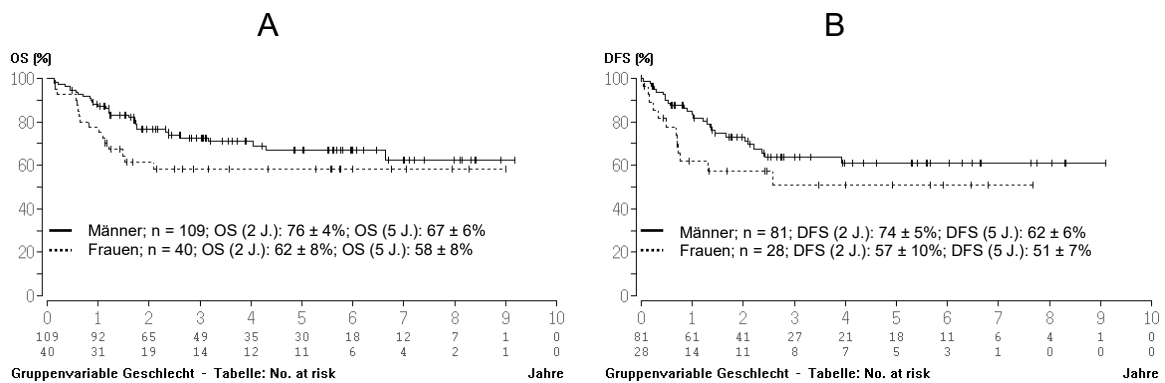 A
OS (%)
100
80
60
40
20
0
Männer; n = 109; OS (2 J.): 76 ± 4%; OS (5 J.): 67 ± 6%
Frauen; n = 40; OS (2 J.): 62 ± 8%; OS (5 J.): 58 ± 8%
0 1 2 3 4 5 6 7 8 9 10
109 92 65 49 35 30 18 12 7 1 0
40 31 19 14 12 11 6 4 2 1 0
Gruppenvariable Geschlecht - Tabelle: No. at risk Jahre
B
DFS (%)
100
80
60
40
20
0
Männer; n = 81; DFS (2 J.): 74 ± 5%; DFS (5 J.): 62 ± 6%
Frauen; n = 28; DFS (2 J.): 57 ± 10%; DFS (5 J.): 51 ± 7%
0 1 2 3 4 5 6 7 8 9 10
81 61 41 27 21 18 11 6 4 1 0
28 14 11 8 7 5 3 1 0 0 0
Gruppenvariable Geschlecht - Tabelle: No. at risk Jahre